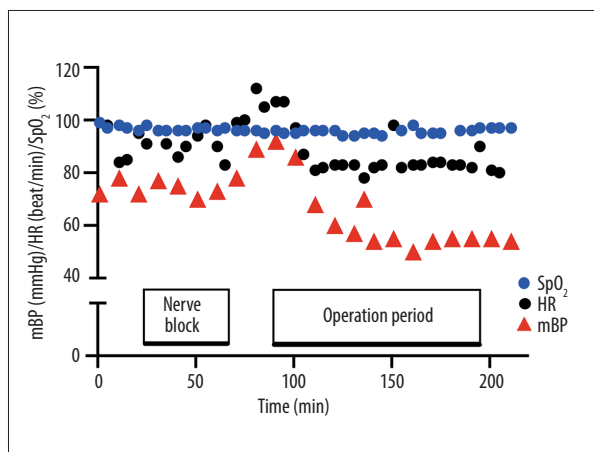 mBP (mmHg)/HR (beat/min)/SpO₂ (%)
120
100
80
60
40
0
Nerve
block
Operation period
SpO₂
HR
mBP
0
50
100
150
200
Time (min)